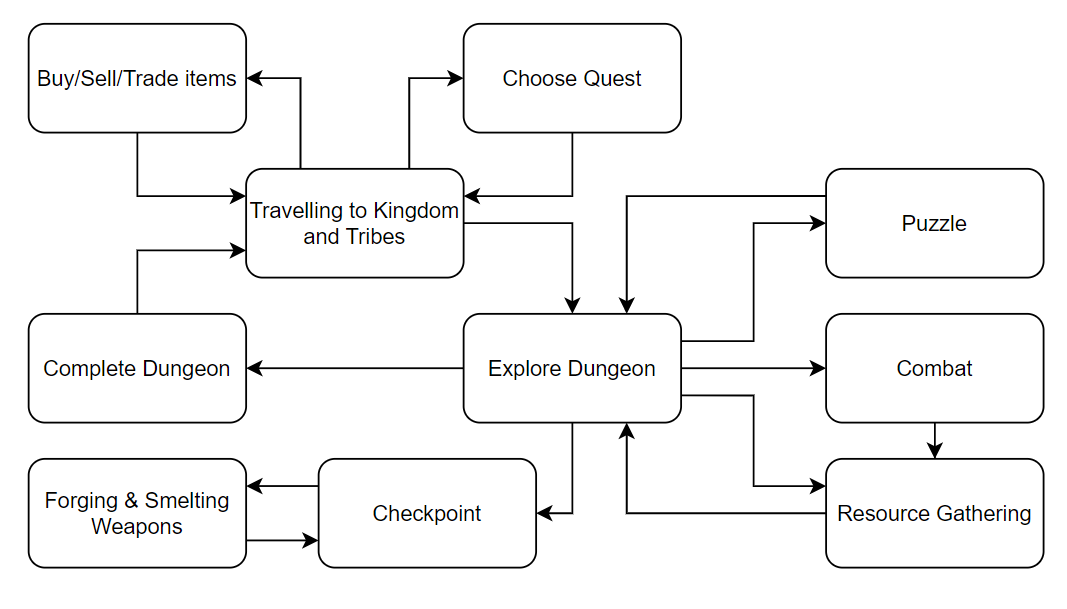 Buy/Sell/Trade items
Choose Quest
Travelling to Kingdom
and Tribes
Puzzle
Complete Dungeon
Explore Dungeon
Combat
Forging & Smelting
Weapons
Checkpoint
Resource Gathering